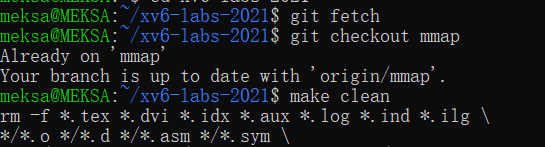 meksa@MEKSA:~/xv6-labs-2021$ git fetch
meksa@MEKSA:~/xv6-labs-2021$ git checkout mmap
Already on 'mmap'
Your branch is up to date with 'origin/mmap'.
meksa@MEKSA:~/xv6-labs-2021$ make clean
rm -f *.tex *.dvi *.idx *.aux *.log *.ind *.ilg \
*/*.o */*.d */*.asm */*.sym \